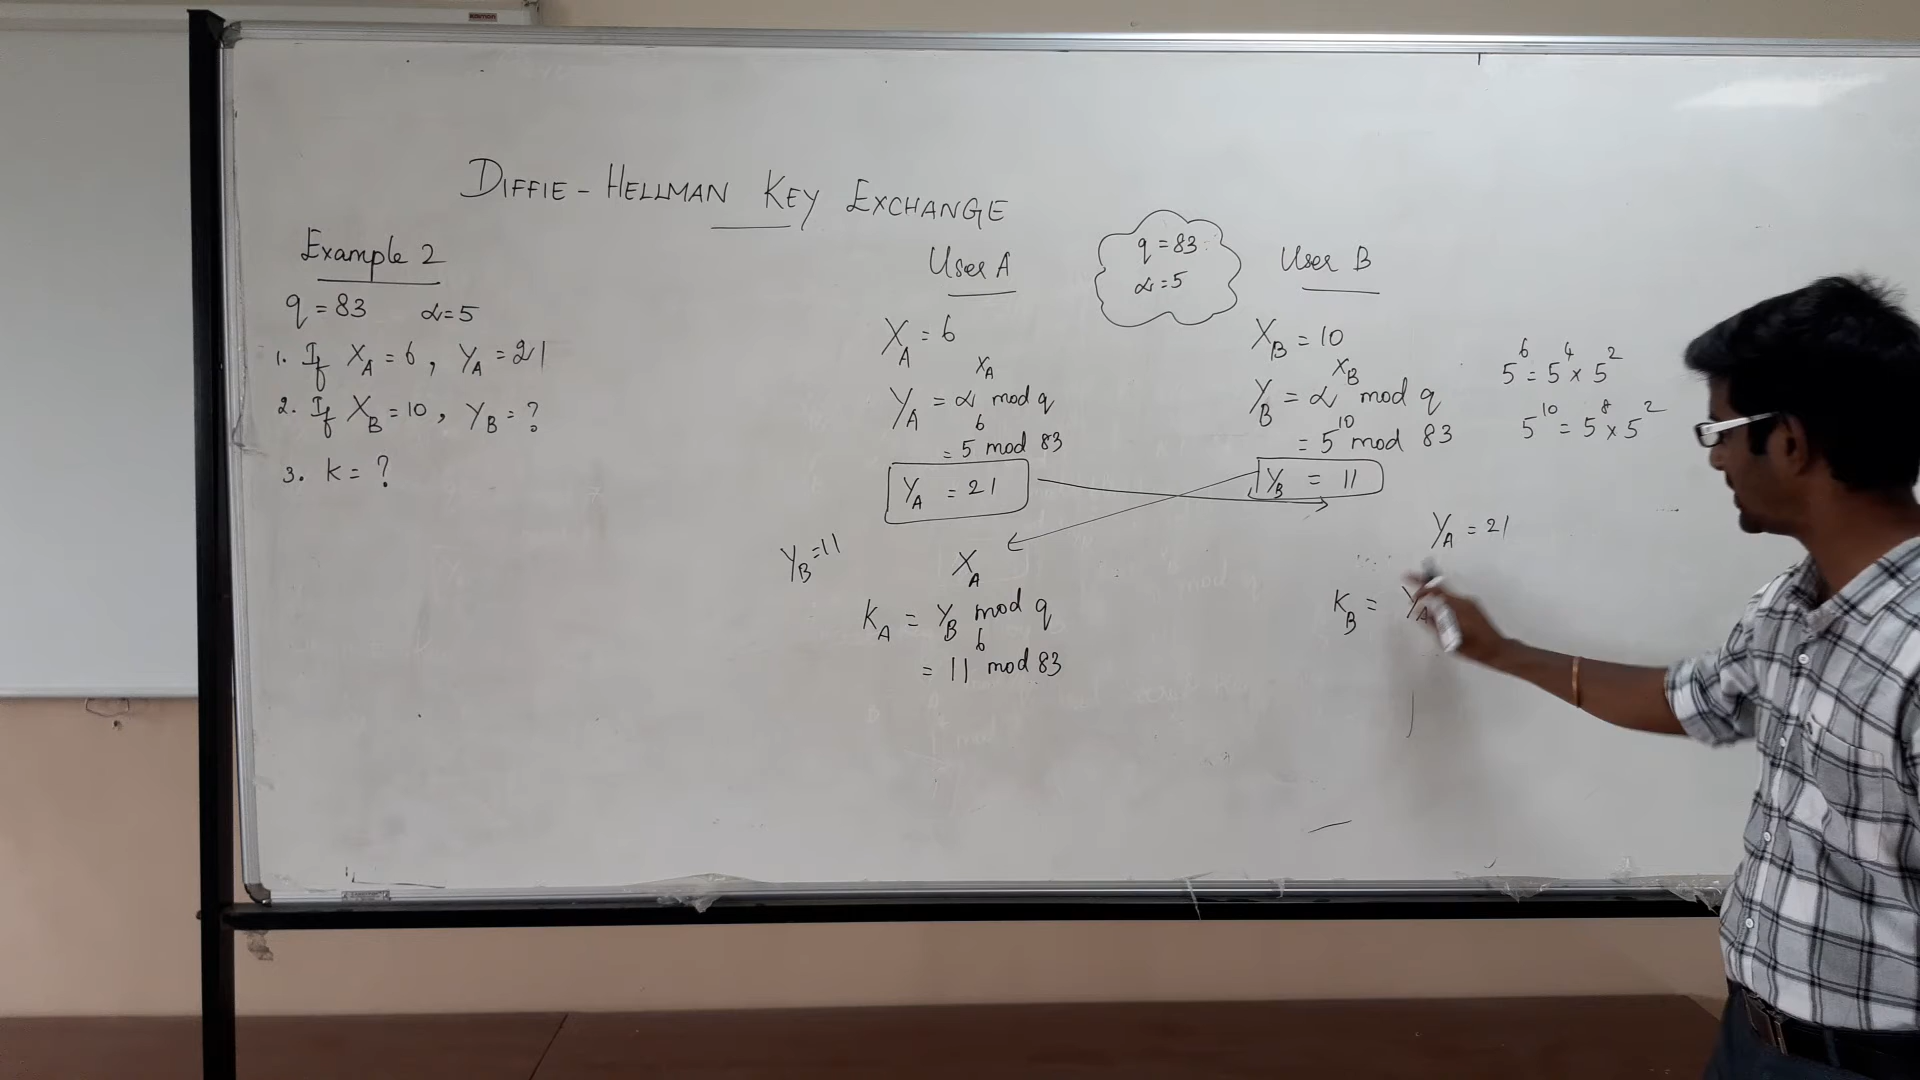 DIFFIE - HELLMAN KEY EXCHANGE
Example 2
q = 83 α = 5
1. If X_A = 6, Y_A = 21
2. If X_B = 10, Y_B = ?
3. K = ?
User A
X_A = 6
Y_A = α^X_A mod q
= 5^6 mod 83
Y_A = 21
Y_B = 11
K_A = Y_B^X_A mod q
= 11^6 mod 83
q = 83
α = 5
User B
X_B = 10
Y_B = α^X_B mod q
= 5^10 mod 83
Y_B = 11
Y_A = 21
K_B = Y_A
5^6 = 5^4 × 5^2
5^10 = 5^8 × 5^2